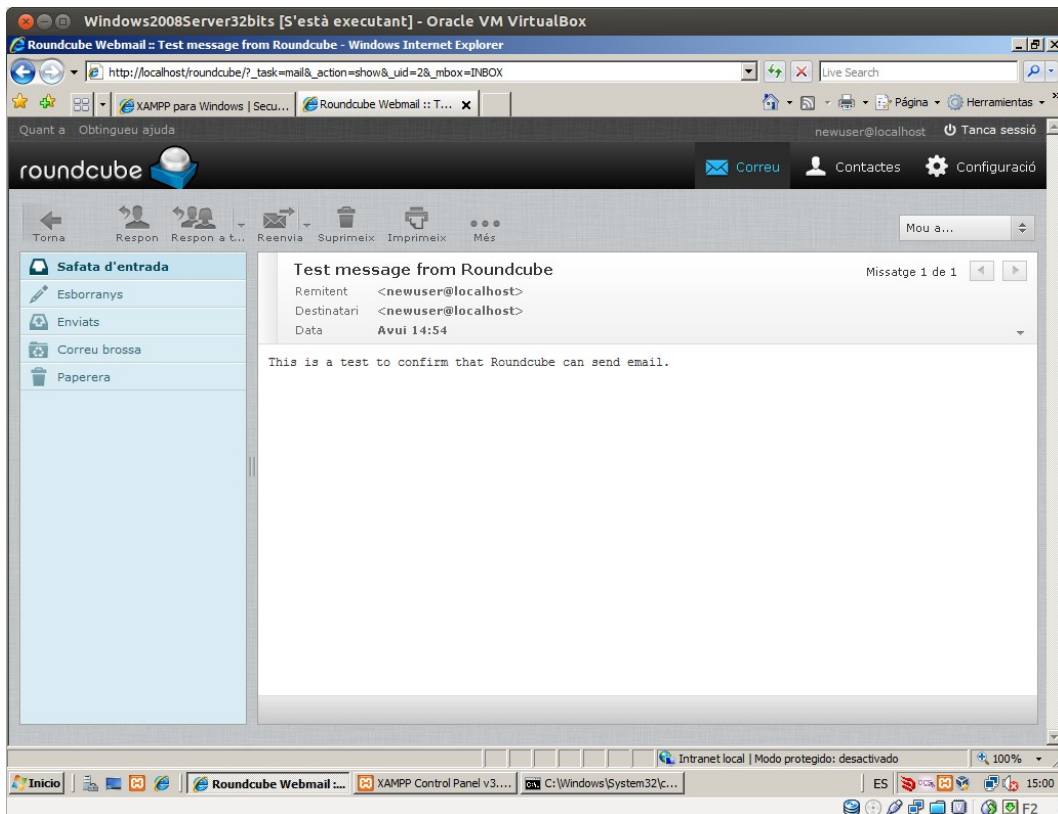 Windows2008Server32bits [S'està executant] - Oracle VM VirtualBox
Roundcube Webmail :: Test message from Roundcube - Windows Internet Explorer
http://localhost/roundcube/?_task=mail&_action=show&_uid=2&_mbox=INBOX
Live Search
XAMPP para Windows | Secu...
Roundcube Webmail :: T...
Página
Herramientas
Quant a Obtingueu ajuda
newuser@localhost
Tanca sessió
roundcube
Correu
Contactes
Configuració
Torna
Respon
Respon a t...
Reenvia
Suprimeix
Imprimeix
Més
Mou a...
Safata d'entrada
Esborranys
Enviats
Correu brossa
Paperera
Test message from Roundcube
Missatge 1 de 1
Remitent <newuser@localhost>
Destinatari <newuser@localhost>
Data Avui 14:54
This is a test to confirm that Roundcube can send email.
Intranet local | Modo protegido: desactivado
100%
Inicio
Roundcube Webmail :...
XAMPP Control Panel v3....
C:\Windows\System32\c...
ES
15:00
F2